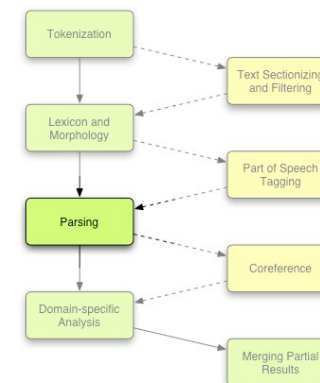 Tokenization
Text Sectionizing
and Filtering
Lexicon and
Morphology
Part of Speech
Tagging
Parsing
Coreference
Domain-specific
Analysis
Merging Partial
Results